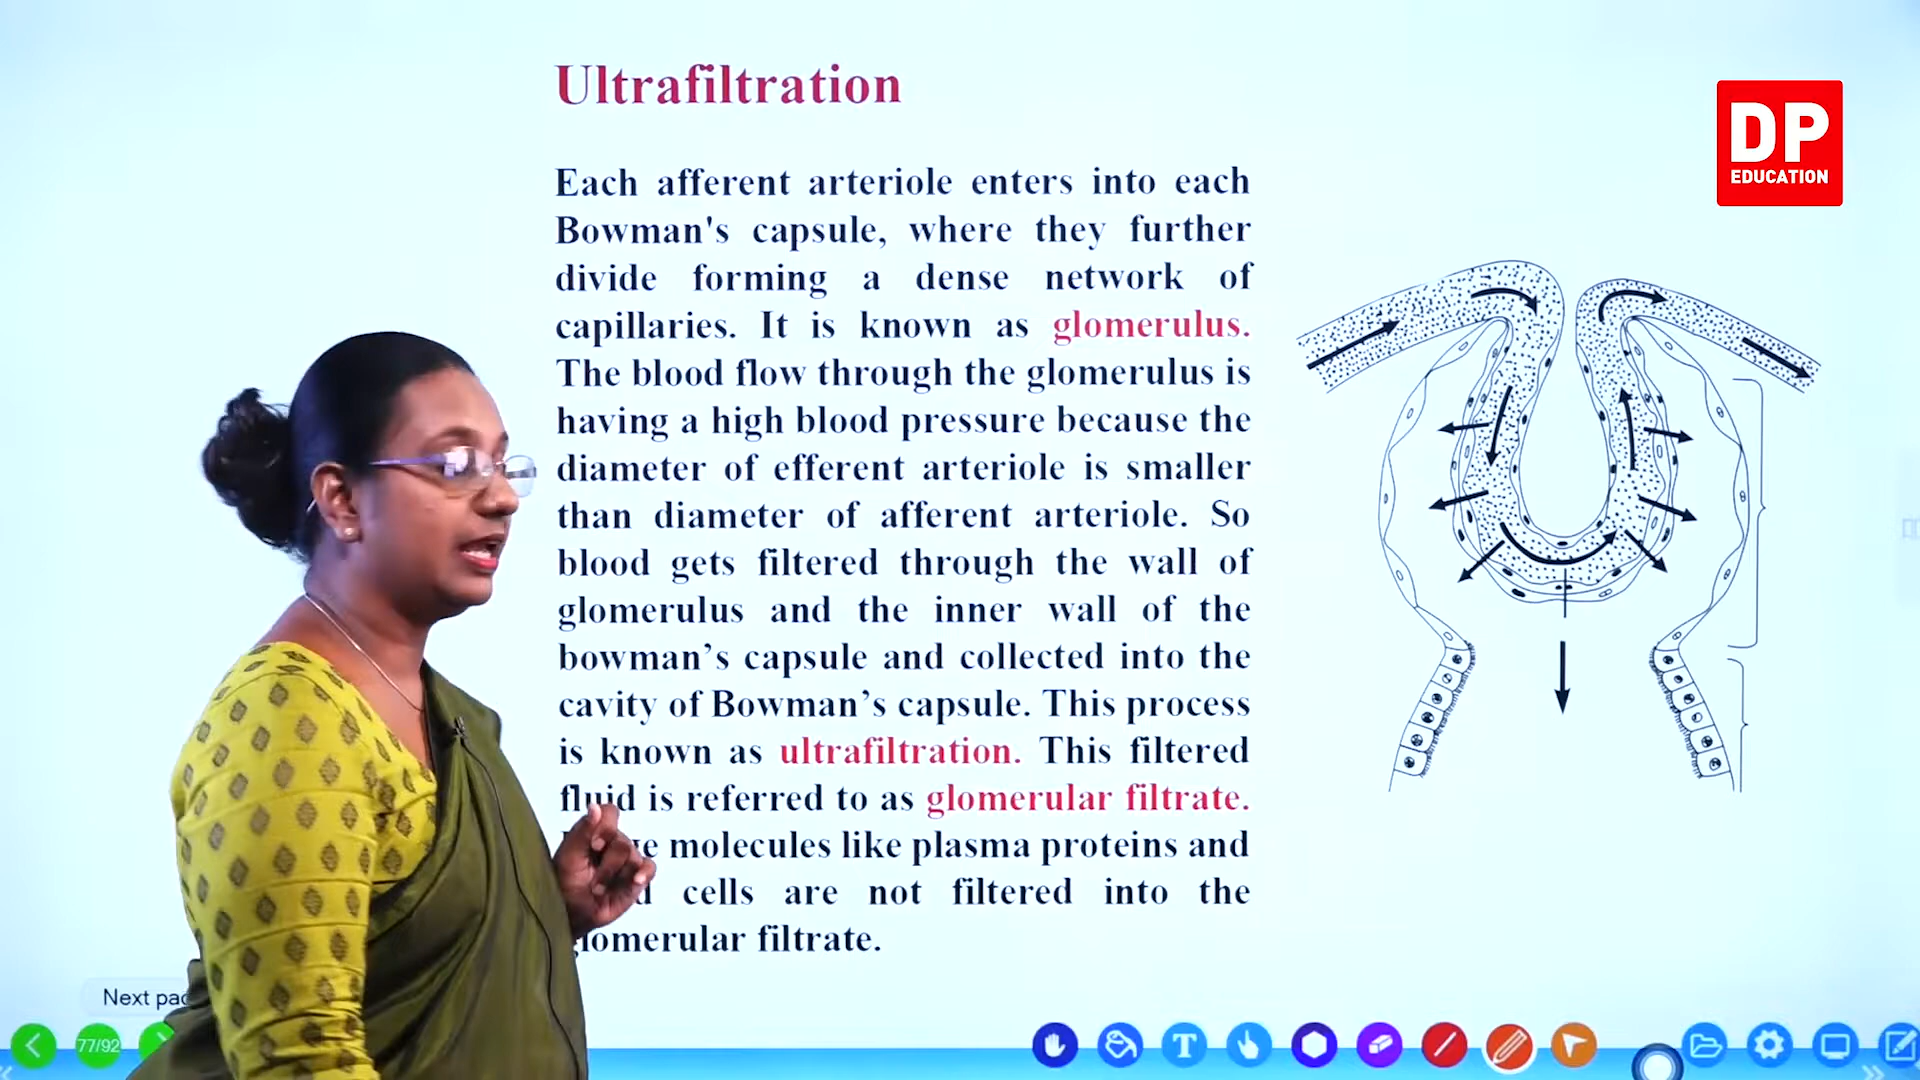 Ultrafiltration
DP
EDUCATION
Each afferent arteriole enters into each
Bowman's capsule, where they further
divide forming a dense network of
capillaries. It is known as glomerulus.
The blood flow through the glomerulus is
having a high blood pressure because the
diameter of efferent arteriole is smaller
than diameter of afferent arteriole. So
blood gets filtered through the wall of
glomerulus and the inner wall of the
bowman’s capsule and collected into the
cavity of Bowman’s capsule. This process
is known as ultrafiltration. This filtered
fluid is referred to as glomerular filtrate.
molecules like plasma proteins and
cells are not filtered into the
glomerular filtrate.
Next
77/92
T